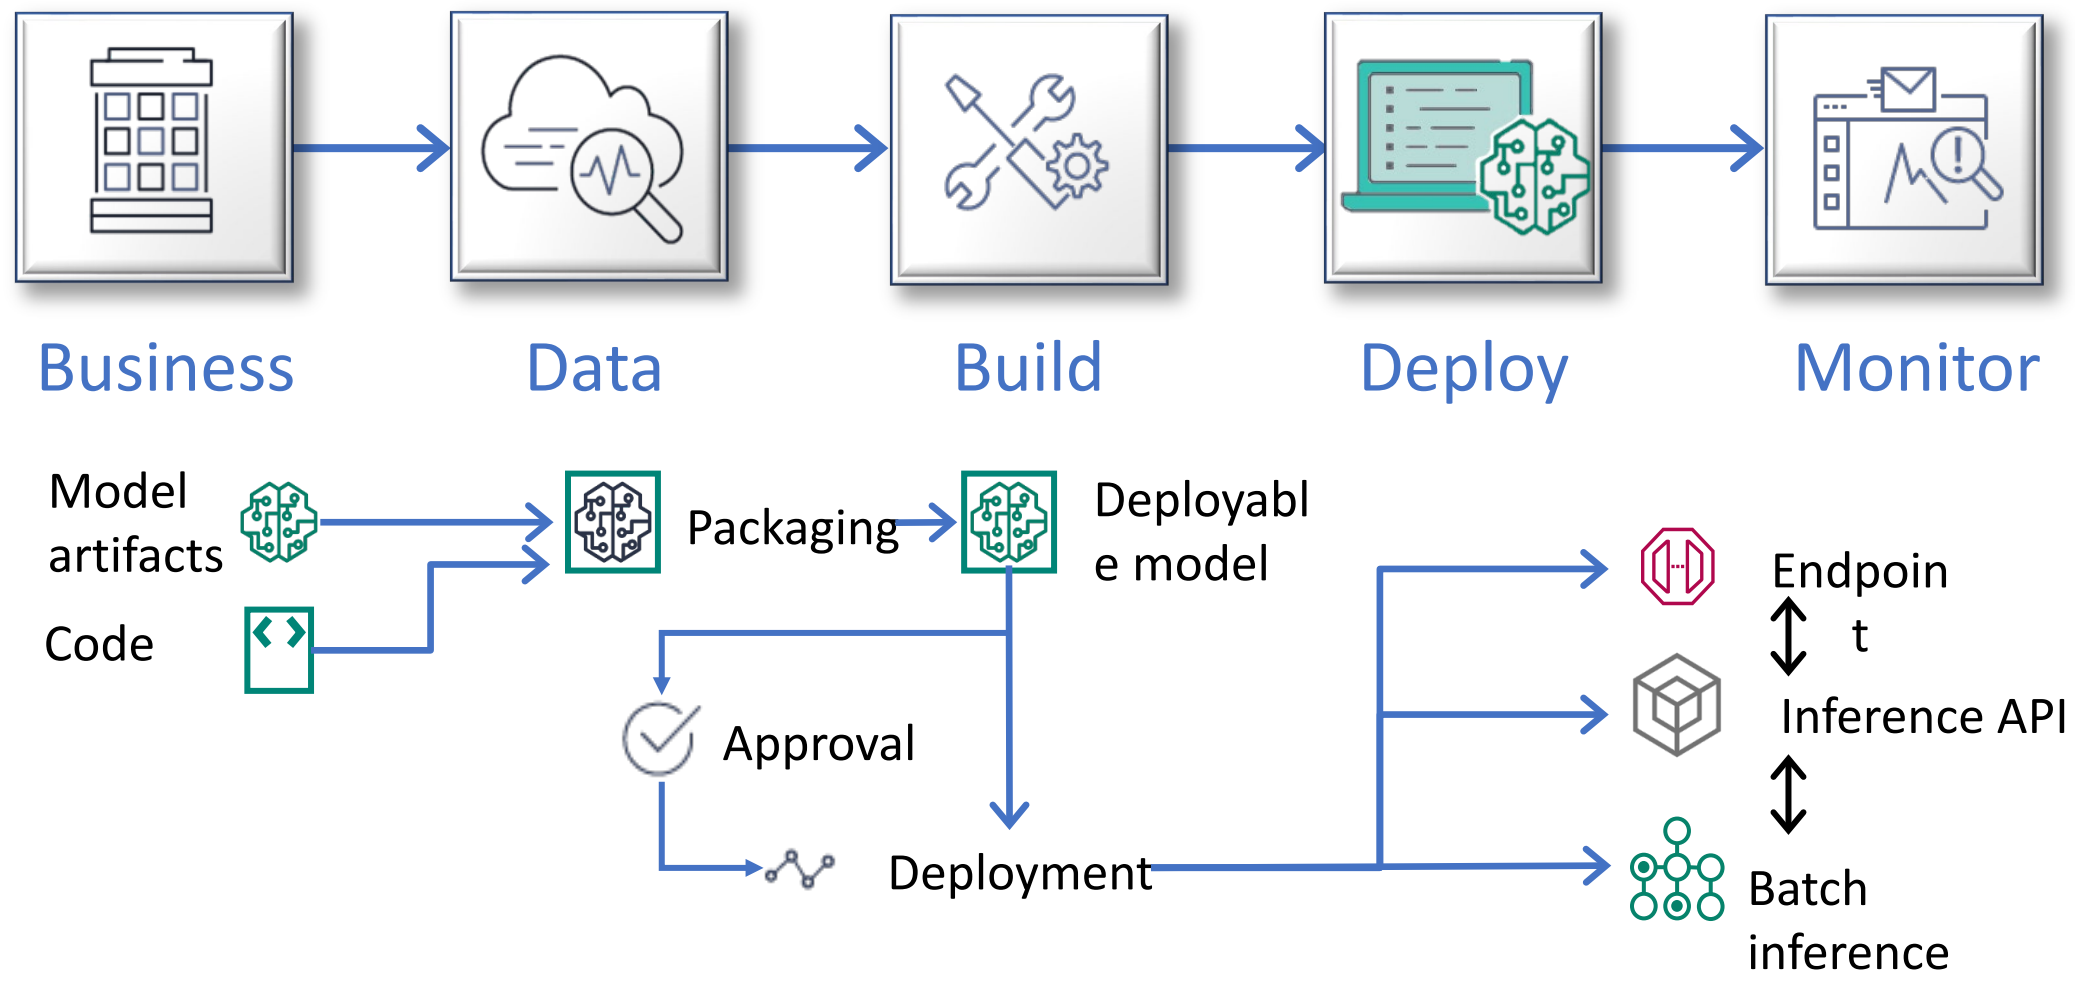 Business
Data
Build
Deploy
Monitor
Model
artifacts
Code
Packaging
Deployabl
e model
Approval
Deployment
Endpoin
t
Inference API
Batch
inference